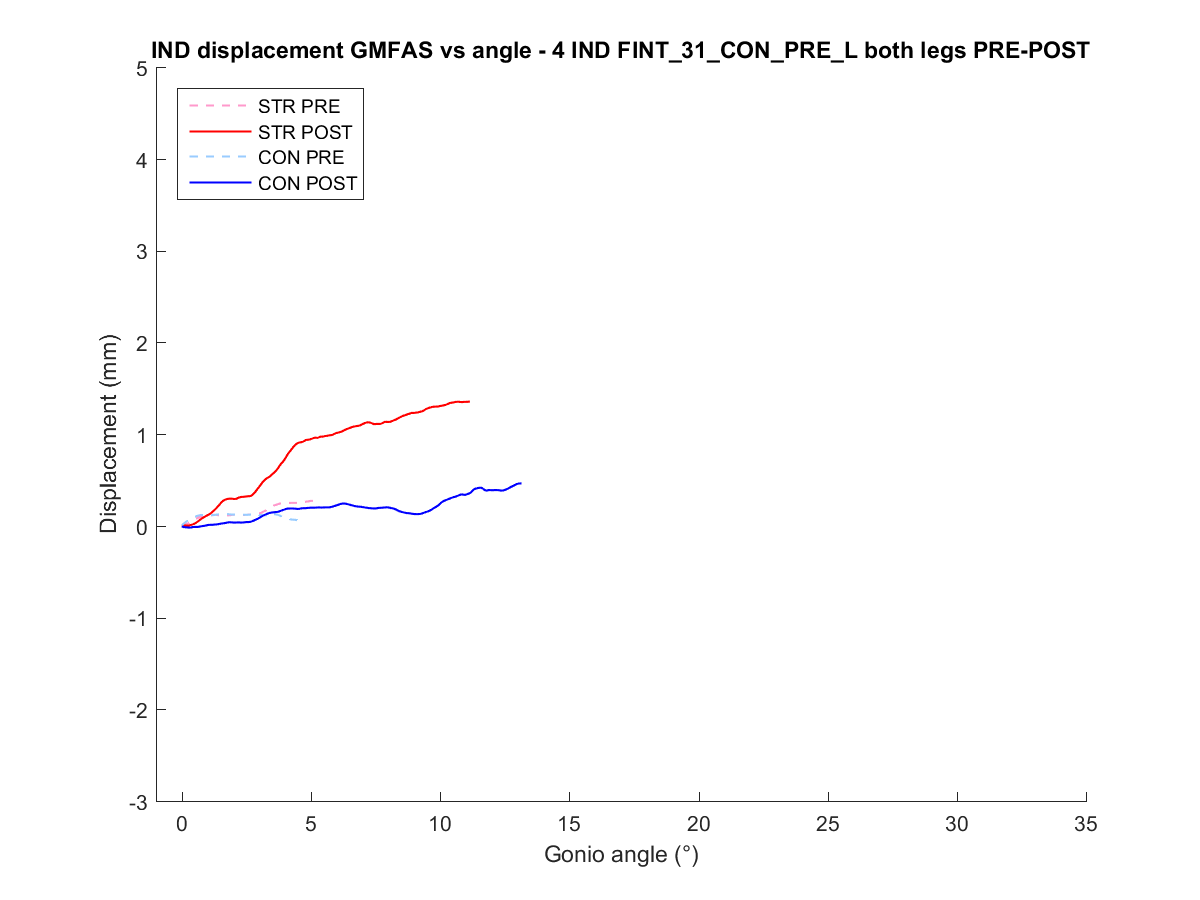 IND displacement GMFAS vs angle - 4 IND FINT_31_CON_PRE_L both legs PRE-POST
5
4
3
2
1
0
-1
-2
-3
Displacement (mm)
STR PRE
STR POST
CON PRE
CON POST
0 5 10 15 20 25 30 35
Gonio angle (°)